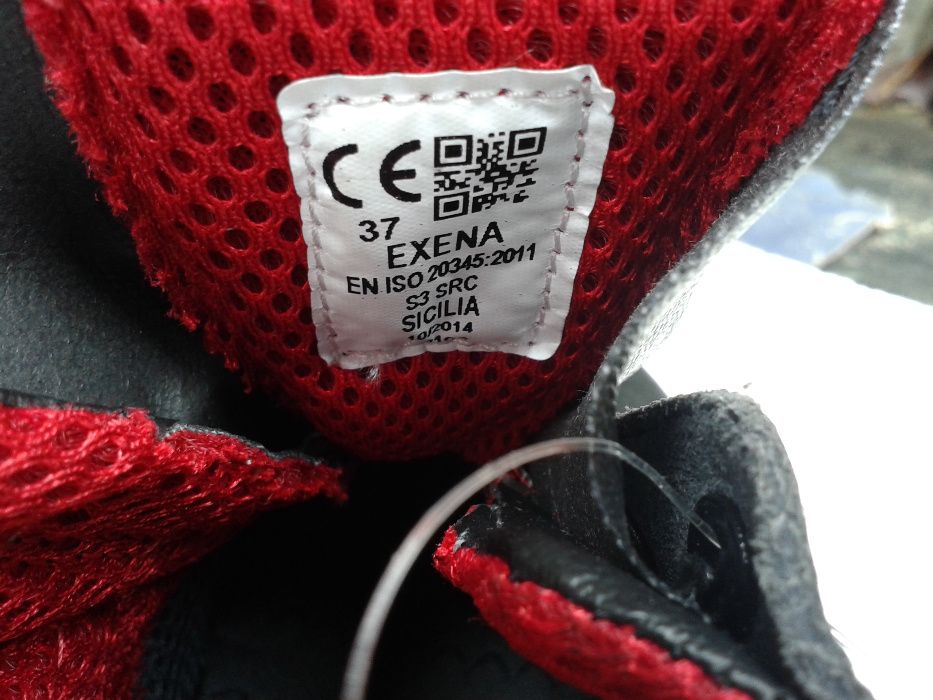 CE
37
EXENA
EN ISO 20345:2011
S3 SRC
SICILIA
10/2014